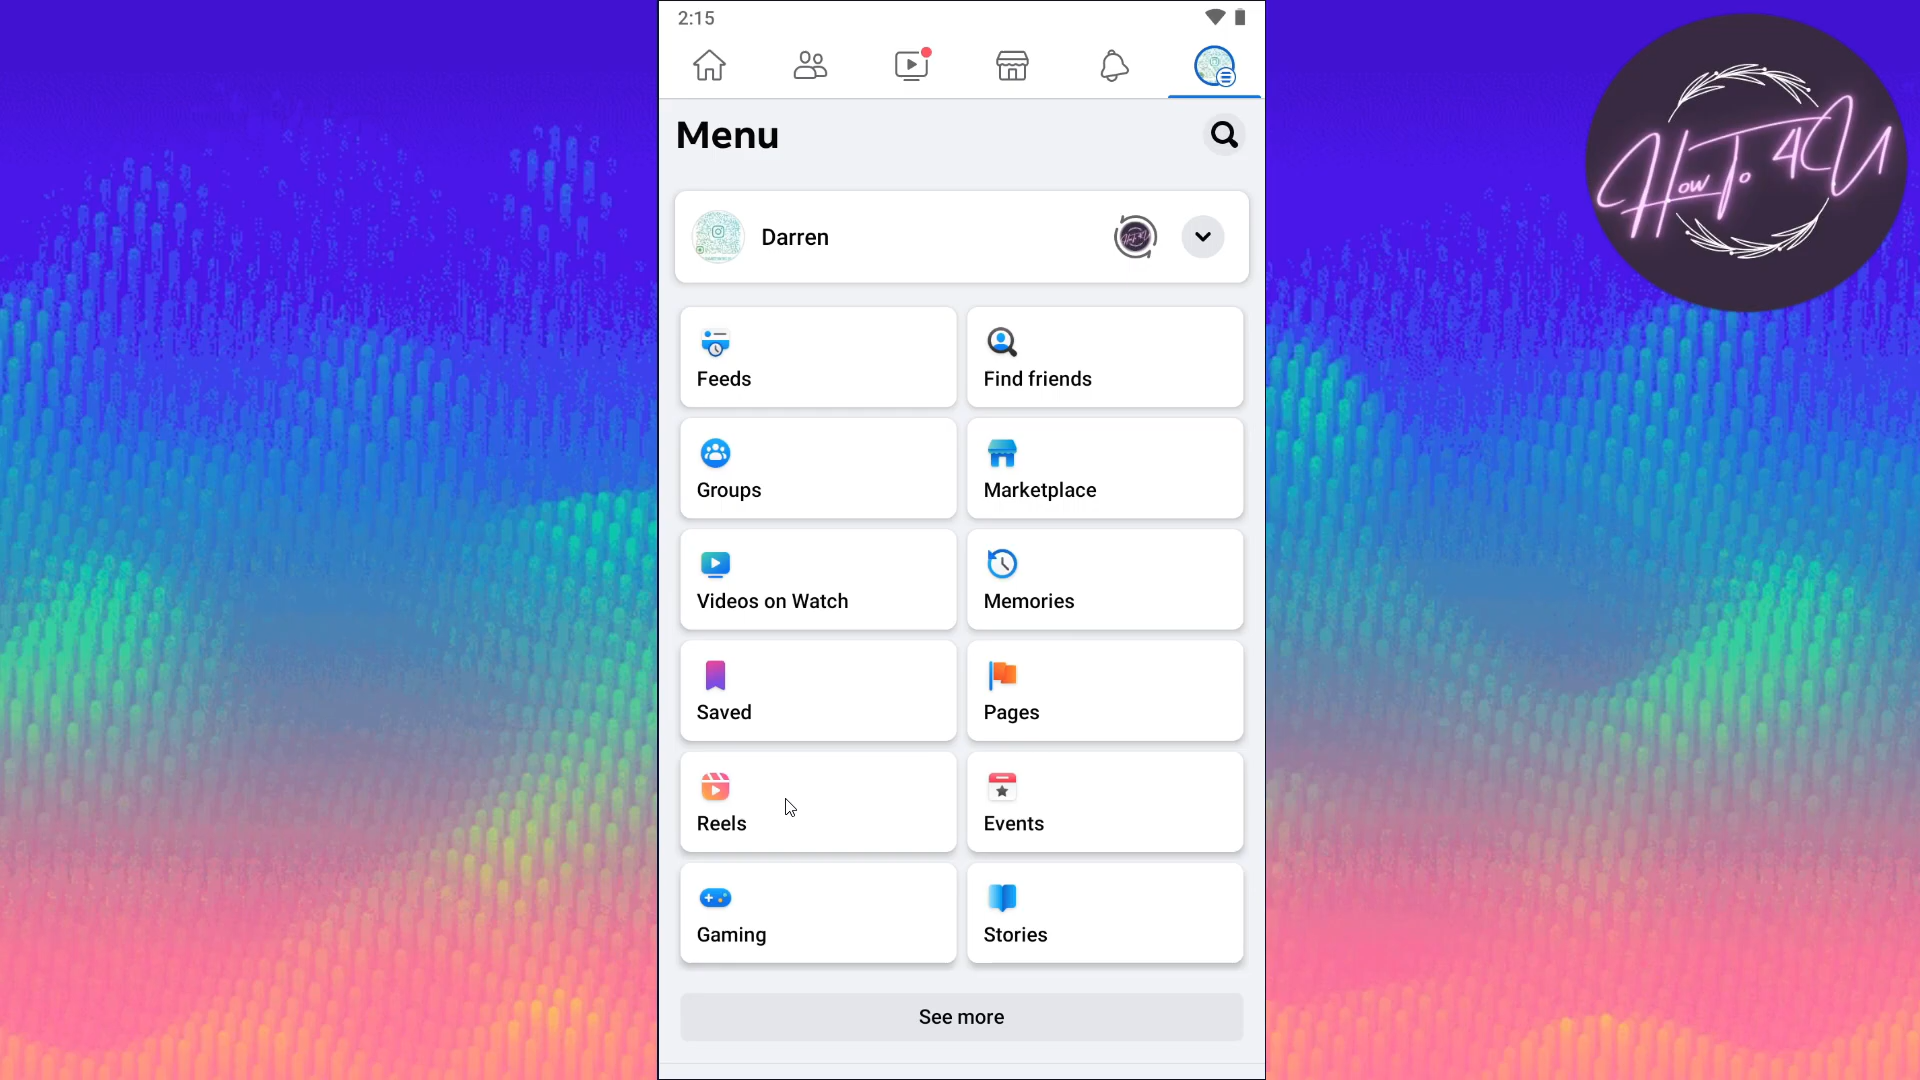 2:15
Menu
How To 4U
Darren
Feeds
Find friends
Groups
Marketplace
Videos on Watch
Memories
Saved
Pages
Reels
Events
Gaming
Stories
See more